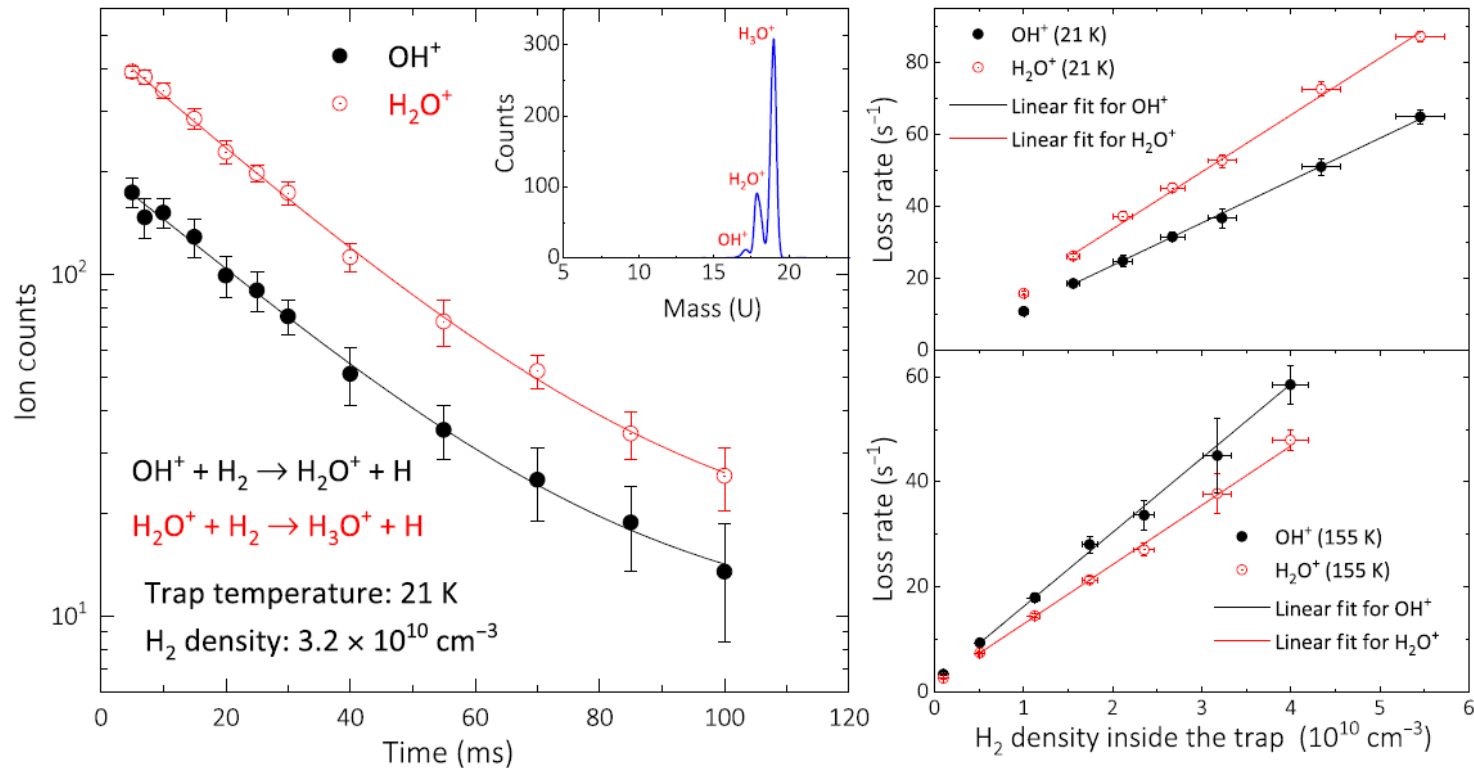 OH⁺
H₂O⁺
Ion counts
10²
10¹
OH⁺ + H₂ → H₂O⁺ + H
H₂O⁺ + H₂ → H₃O⁺ + H
Trap temperature: 21 K
H₂ density: 3.2 × 10¹⁰ cm⁻³
0 20 40 60 80 100 120
Time (ms)
H₃O⁺
H₂O⁺
OH⁺
Counts
300
200
100
0
5 10 15 20
Mass (U)
OH⁺ (21 K)
H₂O⁺ (21 K)
Linear fit for OH⁺
Linear fit for H₂O⁺
Loss rate (s⁻¹)
80
60
40
20
0
OH⁺ (155 K)
H₂O⁺ (155 K)
Linear fit for OH⁺
Linear fit for H₂O⁺
Loss rate (s⁻¹)
60
40
20
0
0 1 2 3 4 5 6
H₂ density inside the trap (10¹⁰ cm⁻³)